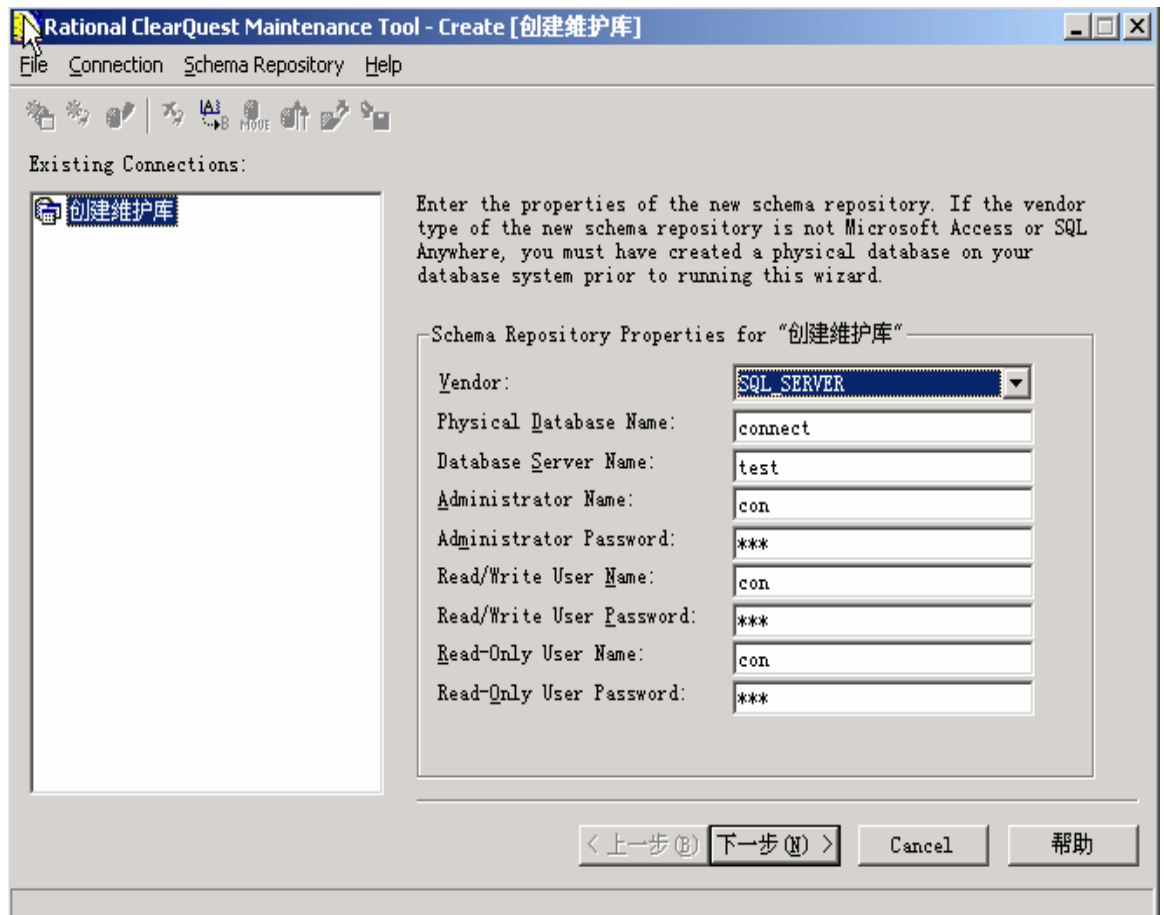 Rational ClearQuest Maintenance Tool - Create [创建维护库]
File Connection Schema Repository Help
A
B
MOVE
Existing Connections:
创建维护库
Enter the properties of the new schema repository. If the vendor
type of the new schema repository is not Microsoft Access or SQL
Anywhere, you must have created a physical database on your
database system prior to running this wizard.
Schema Repository Properties for "创建维护库"
Vendor: SQL_SERVER
Physical Database Name: connect
Database Server Name: test
Administrator Name: con
Administrator Password: ***
Read/Write User Name: con
Read/Write User Password: ***
Read-Only User Name: con
Read-Only User Password: ***
< 上一步(B) 下一步(N) > Cancel 帮助